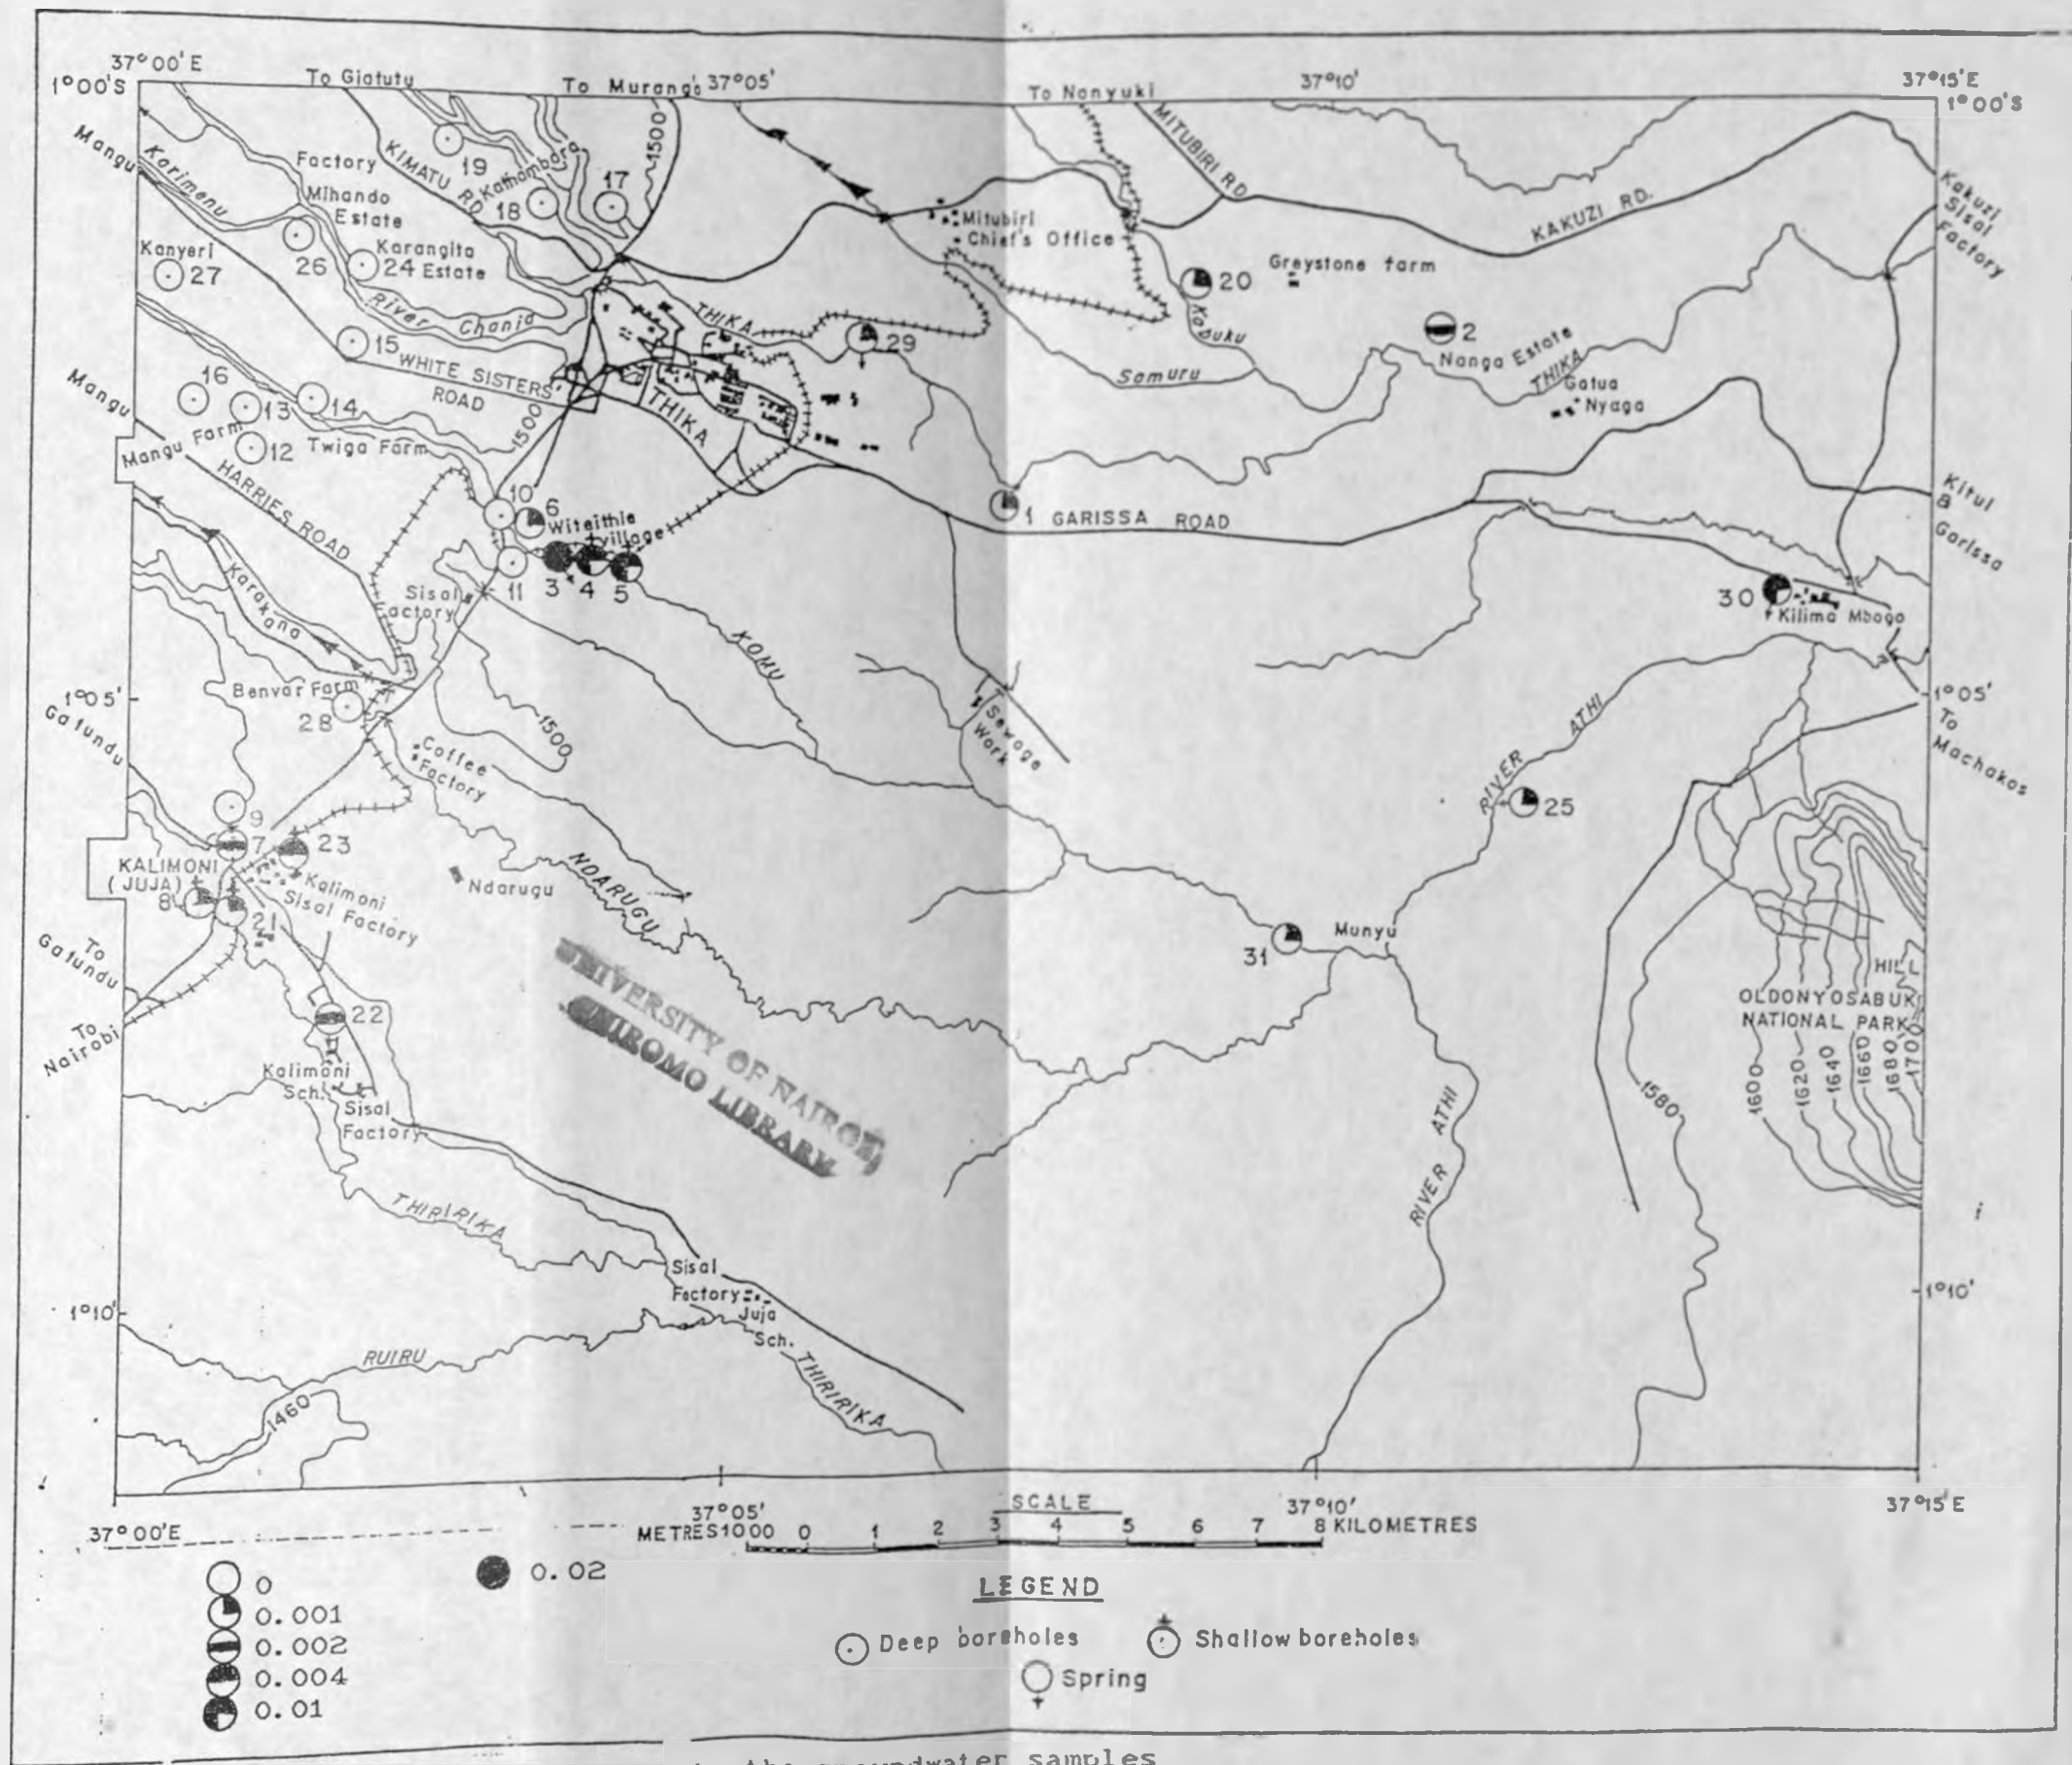 37°00'E
To Giatutu
To Murang'a
37°05'
To Nanyuki
37°10'
37°15'E
1°00'S
1°00'S
Mangu
Karimenu
Factory
KIMATU RD
19
Kathambara
18
17
1500
MITUBIRI RD
KAKUZI RD.
Kakuzi
Sisal
Factory
Mihando
Estate
Kanyeri
27
26
Karangita
24 Estate
Mitubiri
Chief's Office
20
Greystone farm
River Chania
THIKA
29
Kabuku
2
Nanga Estate
THIKA
Gatua
Nyaga
15
WHITE SISTERS'
ROAD
Samuru
16
13
14
Mangu
Mangu Farm
12
Twiga Farm
1500
THIKA
HARRIES ROAD
10
6
Witeithie
village
1
GARISSA ROAD
Kitui
&
Garissa
11
3
4
5
Sisal
Factory
Karakana
KOMU
30
Kilima Mbogo
1°05'
Gatundu
Benvar Farm
28
1500
Coffee
Factory
Sewage
Work
RIVER ATHI
1°05'
To
Machakos
25
9
7
23
KALIMONI
(JUJA)
8
21
Kalimoni
Sisal Factory
Ndarugu
NDARUGU
31
Munyu
To
Gatundu
To
Nairobi
22
HILL
OLDONYOSABUK
NATIONAL PARK
Kalimoni
Sch.
Sisal
Factory
UNIVERSITY OF NAIROBI
CHIROMO LIBRARY
RIVER ATHI
1580
1600
1620
1640
1660
1680
1700
THIRIRIKA
Sisal
Factory
Juja
Sch.
1°10'
1°10'
RUIRU
THIRIRIKA
1460
37°00'E
37°05'
37°10'
37°15'E
SCALE
METRES1000 0 1 2 3 4 5 6 7 8 KILOMETRES
0
0.001
0.002
0.004
0.01
0.02
LEGEND
Deep boreholes
Shallow boreholes
Spring
the groundwater samples